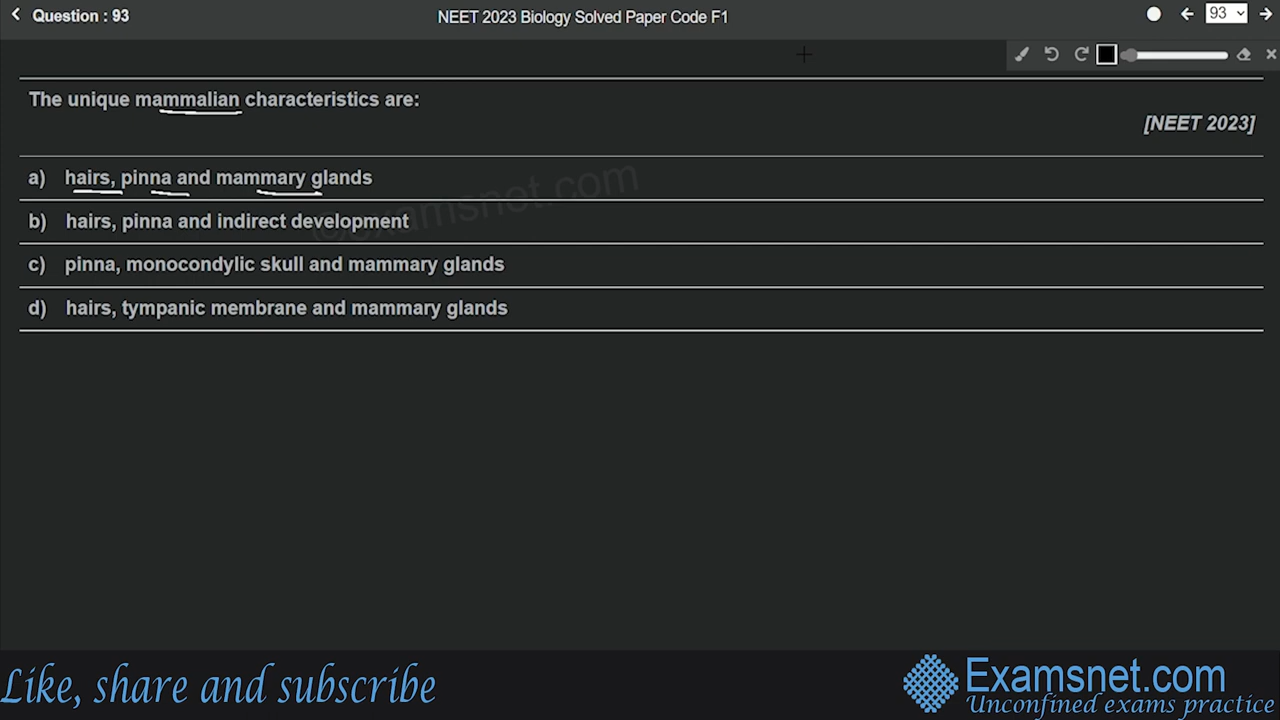 Question : 93
NEET 2023 Biology Solved Paper Code F1
93
The unique mammalian characteristics are:
[NEET 2023]
a) hairs, pinna and mammary glands
b) hairs, pinna and indirect development
c) pinna, monocondylic skull and mammary glands
d) hairs, tympanic membrane and mammary glands
©examsnet.com
Like, share and subscribe
Examsnet.com
Unconfined exams practice